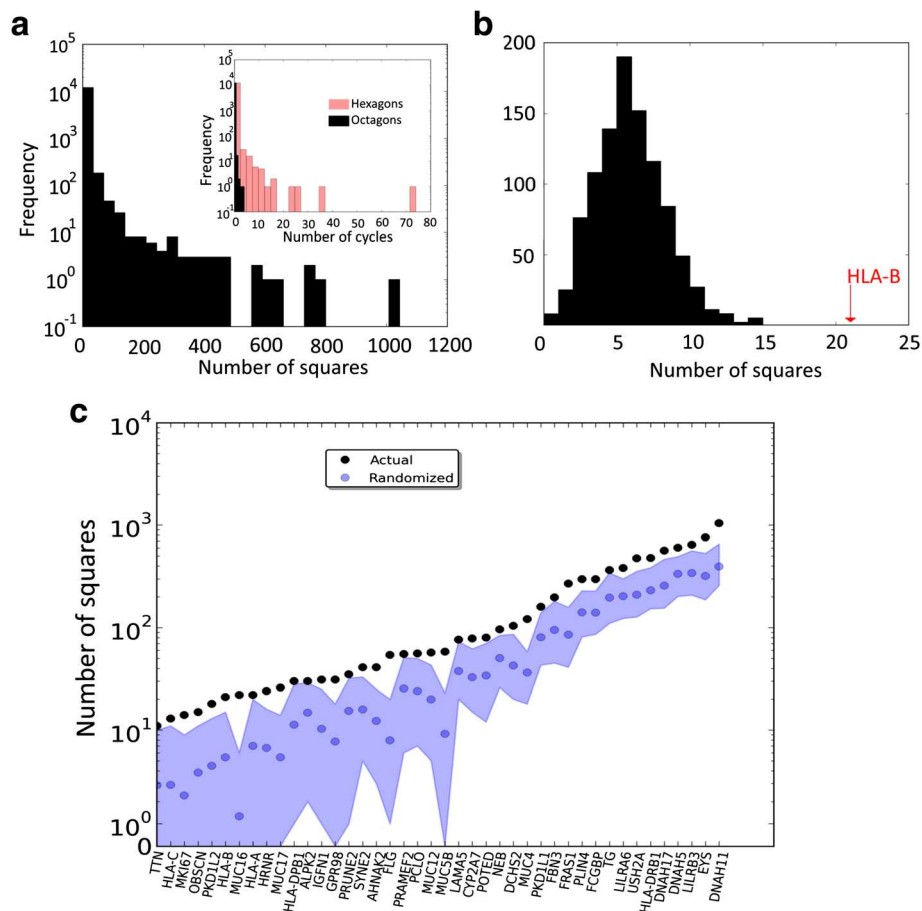 a
10^5
10^4
10^3
10^2
10^1
10^0
10^-1
Frequency
0 200 400 600 800 1000 1200
Number of squares
10^5
10^4
10^3
10^2
10^5
10^2
10^1
10^0
10^-1
Frequency
Hexagons
Octagons
0 10 20 30 40 50 60 70 80
Number of cycles
b
200
150
100
50
HLA-B
0 5 10 15 20 25
Number of squares
c
10^4
10^3
10^2
10^1
10^0
0
Number of squares
Actual
Randomized
TTN
HLA-C
MKI67
OBSCN
PKD1L2
HLA-B
MUC16
HLA-A
HRNR
MUC17
HLA-DPB1
ALPK2
IGFN1
GPR98
PRUNE2
SYNE2
AHNAK2
FLG
PRAMEF2
PCLO
MUC12
MUC5B
LAMA5
CYP2A7
POTED
NEB
DCHS2
MUC4
PKD1L1
FBN3
FRAS1
PLIN4
FCGBP
TG
LILRA6
USH2A
HLA-DRB1
DNAH17
DNAH5
LILRB3
EYS
DNAH11